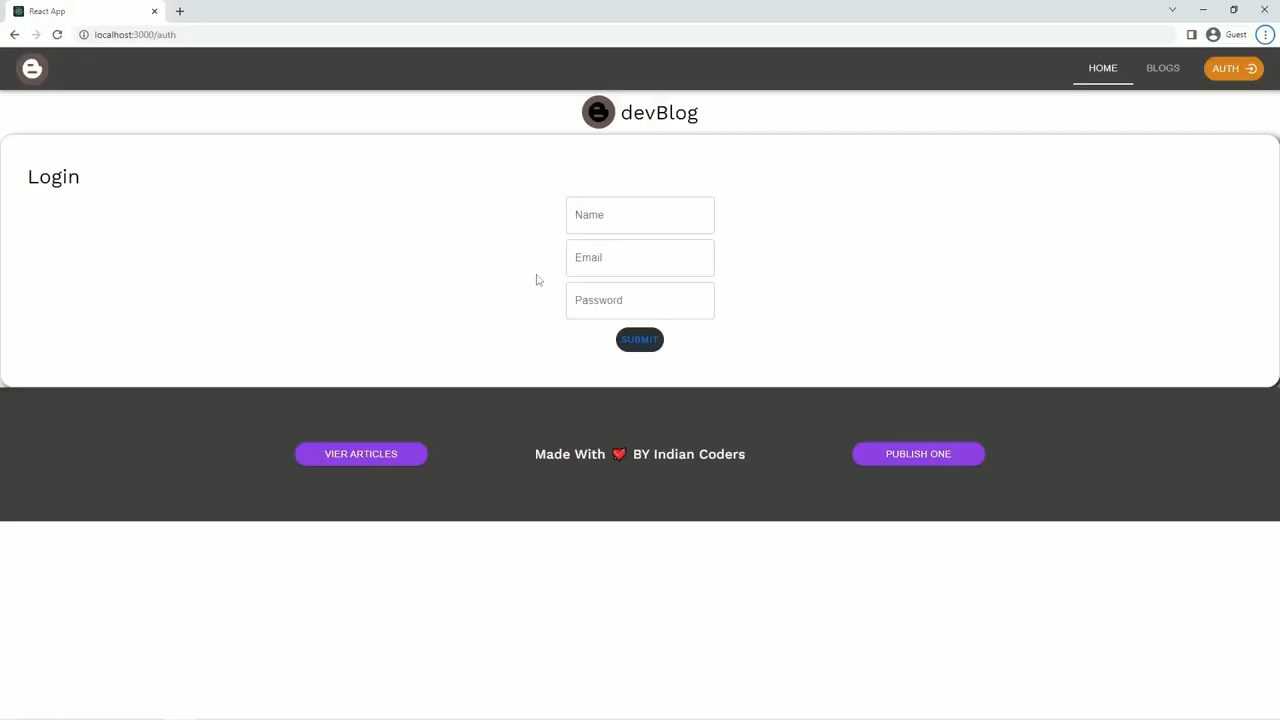 React App
localhost:3000/auth
Guest
HOME
BLOGS
AUTH
devBlog
Login
Name
Email
Password
SUBMIT
VIER ARTICLES
Made With ❤ BY Indian Coders
PUBLISH ONE